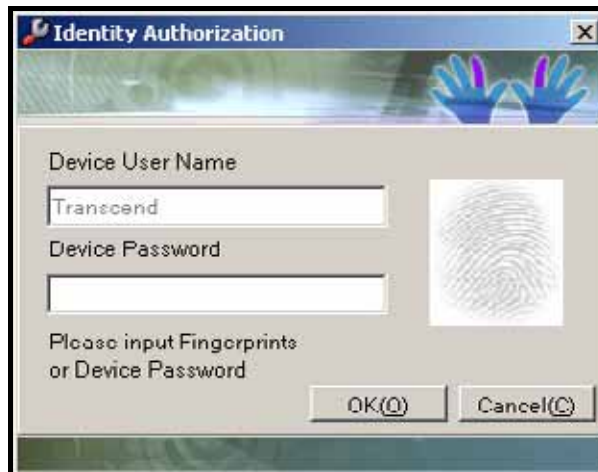 Identity Authorization
Device User Name
Transcend
Device Password
Please input Fingerprints
or Device Password
OK(O)
Cancel(C)